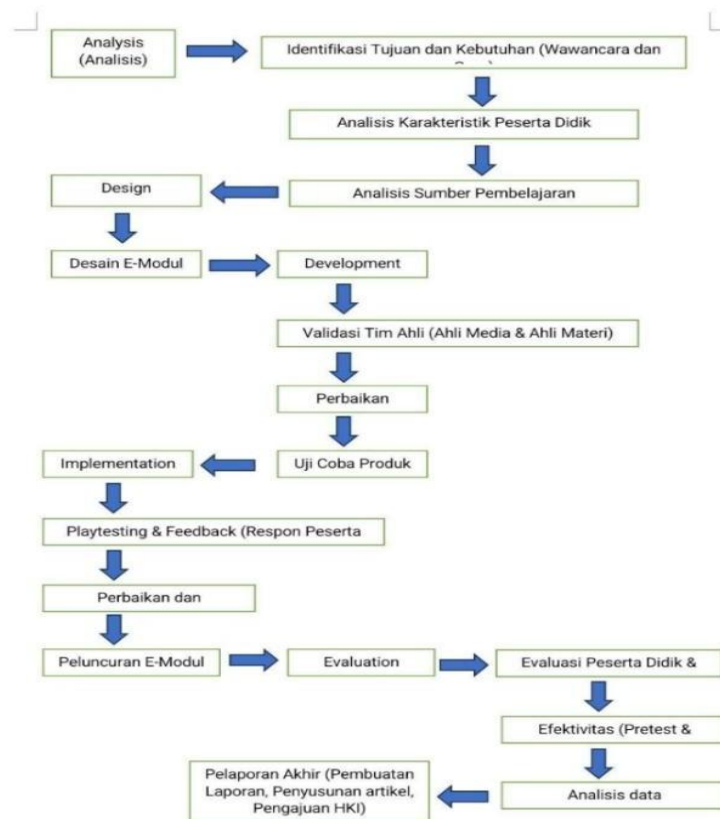 Analysis
(Analisis)
Identifikasi Tujuan dan Kebutuhan (Wawancara dan
Analisis Karakteristik Peserta Didik
Design
Analisis Sumber Pembelajaran
Desain E-Modul
Development
Validasi Tim Ahli (Ahli Media & Ahli Materi)
Perbaikan
Implementation
Uji Coba Produk
Playtesting & Feedback (Respon Peserta
Perbaikan dan
Peluncuran E-Modul
Evaluation
Evaluasi Peserta Didik &
Efektivitas (Pretest &
Pelaporan Akhir (Pembuatan
Laporan, Penyusunan artikel,
Pengajuan HKI)
Analisis data